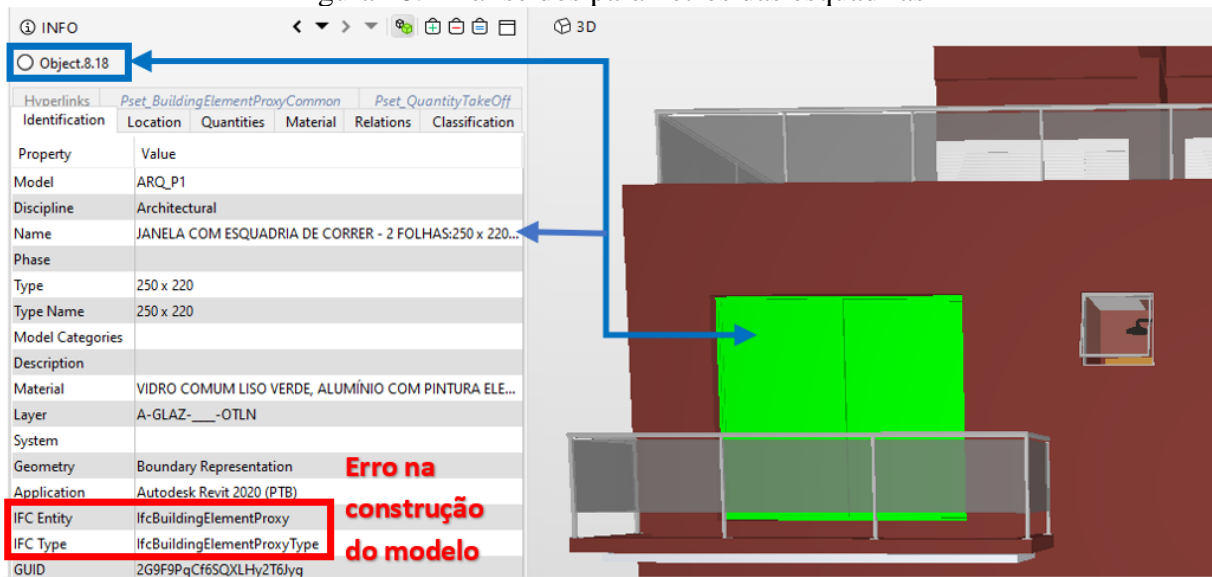 INFO
3D
Object.8.18
Hyperlinks Pset_BuildingElementProxyCommon Pset_QuantityTakeOff
Identification Location Quantities Material Relations Classification
Property Value
Model ARQ_P1
Discipline Architectural
Name JANELA COM ESQUADRIA DE CORRER - 2 FOLHAS:250 x 220...
Phase
Type 250 x 220
Type Name 250 x 220
Model Categories
Description
Material VIDRO COMUM LISO VERDE, ALUMÍNIO COM PINTURA ELE...
Layer A-GLAZ-___-OTLN
System
Geometry Boundary Representation
Application Autodesk Revit 2020 (PTB)
IFC Entity IfcBuildingElementProxy
IFC Type IfcBuildingElementProxyType
GUID 2G9F9PqCf6SQXLHy2T6Jyq
Erro na
construção
do modelo